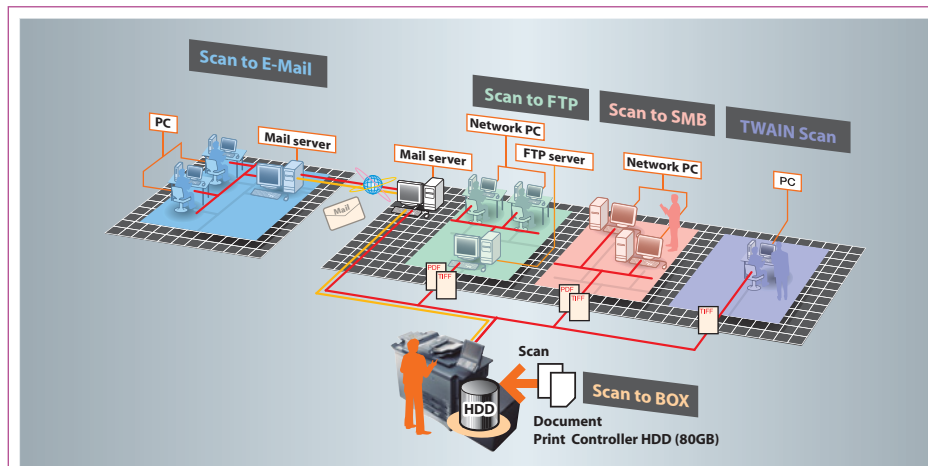 Scan to E-Mail
Scan to FTP
Scan to SMB
TWAIN Scan
PC
Mail server
Mail server
Network PC
FTP server
Network PC
PC
Mail
PDF
TIFF
PDF
TIFF
TIFF
Scan
HDD
Scan to BOX
Document
Print Controller HDD (80GB)